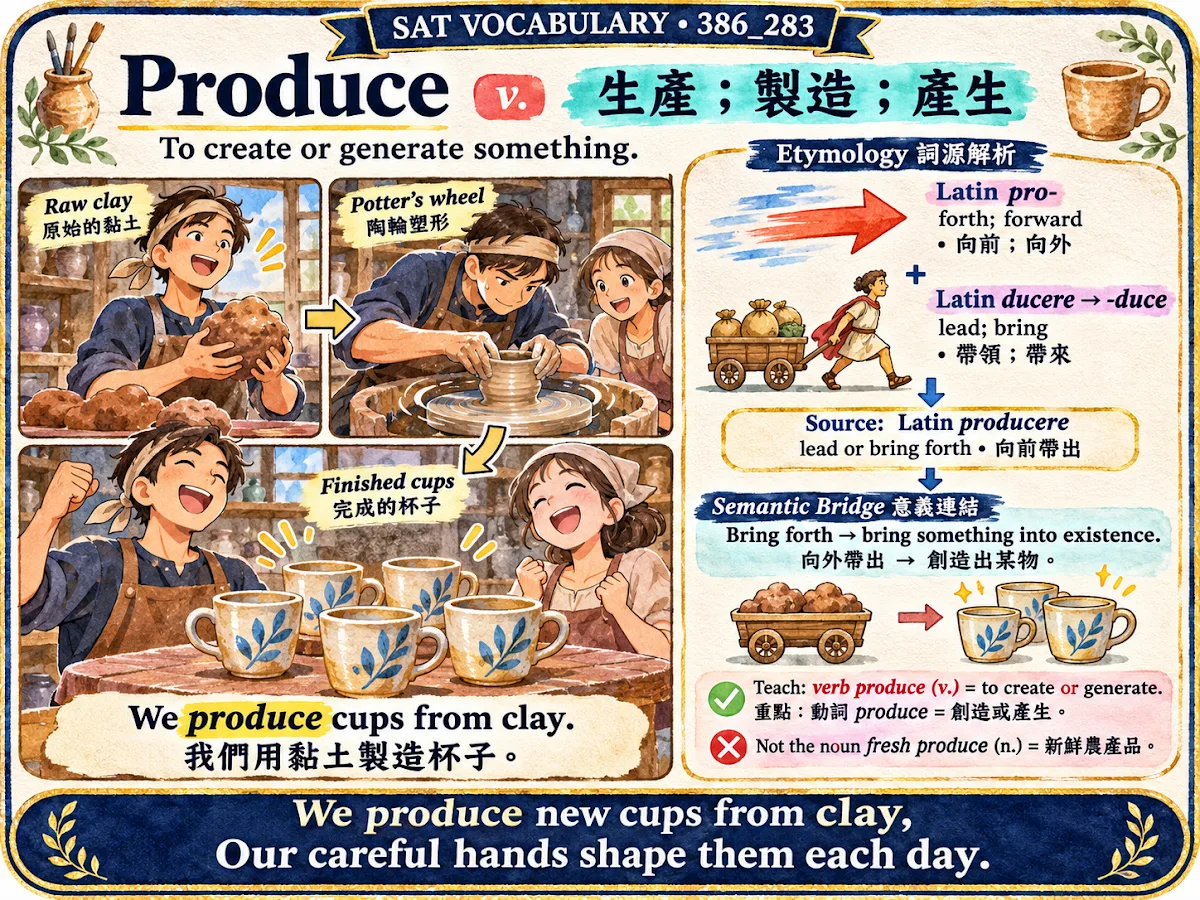 SAT VOCABULARY • 386_283
Produce v. 生產；製造；產生
To create or generate something.
Raw clay
原始的黏土
Potter's wheel
陶輪塑形
Finished cups
完成的杯子
We produce cups from clay.
我們用黏土製造杯子。
Etymology 詞源解析
Latin pro-
forth; forward
• 向前；向外
+
Latin ducere → -duce
lead; bring
• 帶領；帶來
Source: Latin producere
lead or bring forth • 向前帶出
Semantic Bridge 意義連結
Bring forth → bring something into existence.
向外帶出 → 創造出某物。
Teach: verb produce (v.) = to create or generate.
重點：動詞 produce = 創造或產生。
Not the noun fresh produce (n.) = 新鮮農產品。
We produce new cups from clay,
Our careful hands shape them each day.